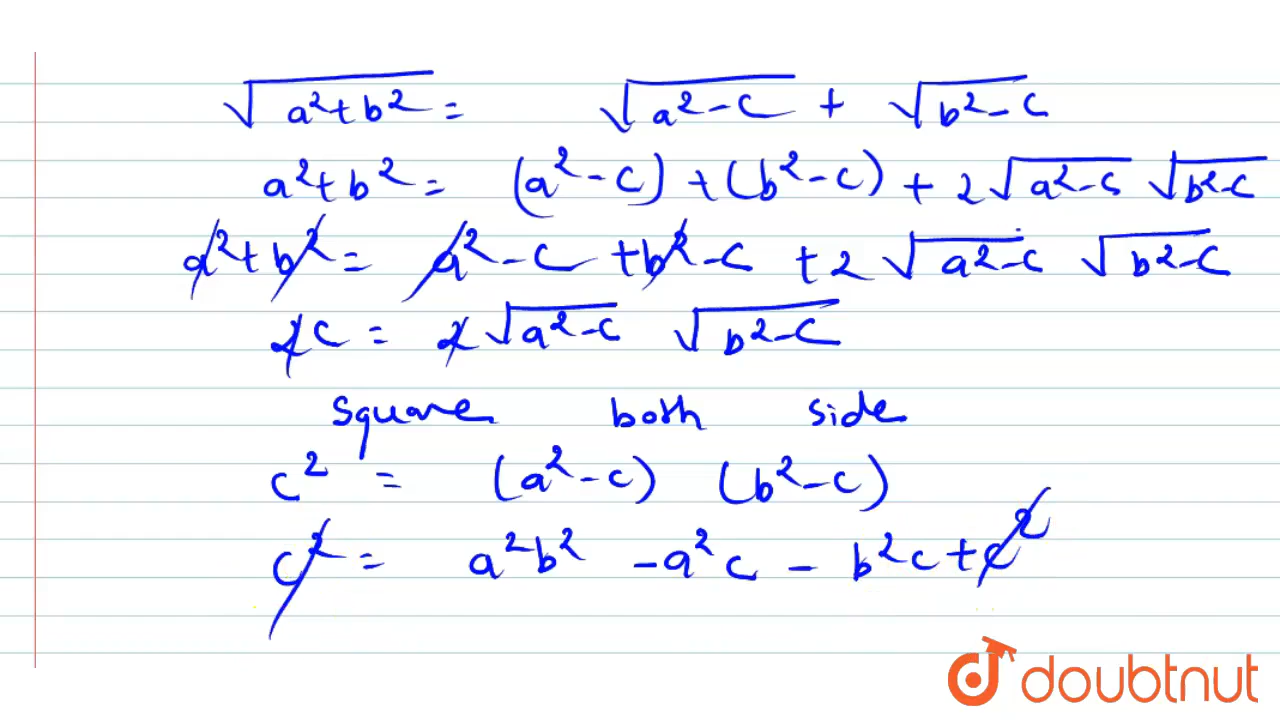 √(a²+b²) = √(a²-c) + √(b²-c)
a²+b² = (a²-c) + (b²-c) + 2√(a²-c) √(b²-c)
a²+b² = a²-c +b²-c +2√(a²-c) √(b²-c)
2c = 2√(a²-c) √(b²-c)
square both side
c² = (a²-c) (b²-c)
c² = a²b² -a²c - b²c+c²
doubtnut